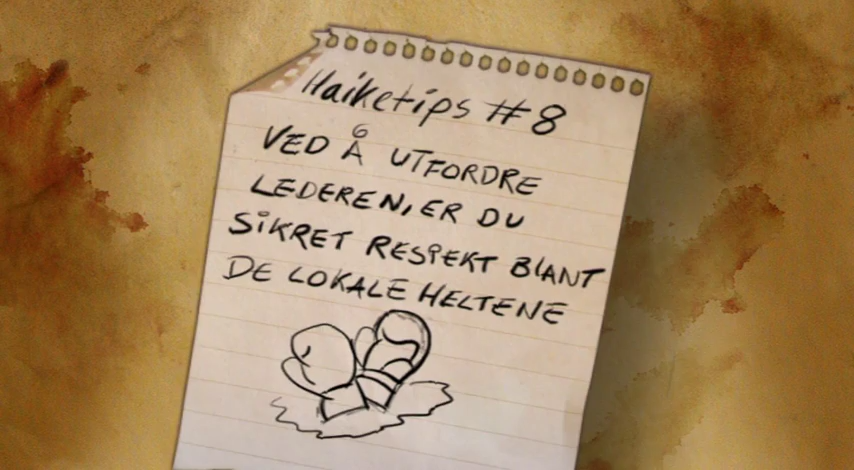 Haiketips #8
VED Å UTFORDRE
LEDEREN, ER DU
SiKRET RESPEKT BlANT
DE LOKALE HELTENE